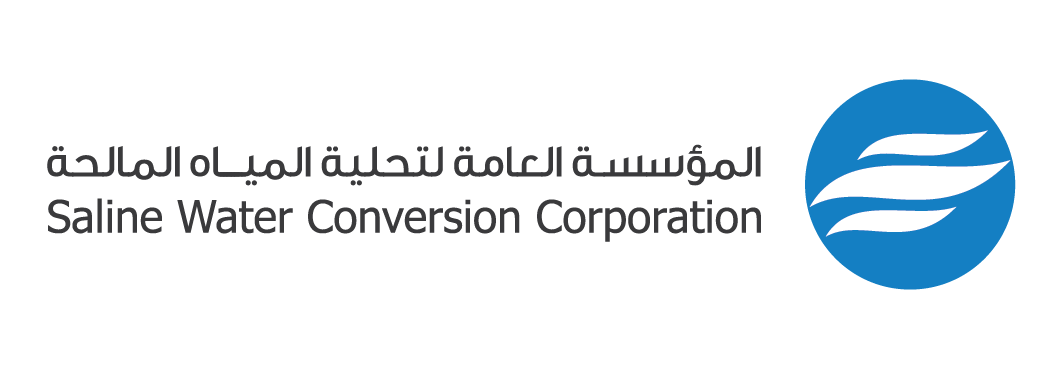 المؤسسة العامة لتحلية المياه المالحة
Saline Water Conversion Corporation